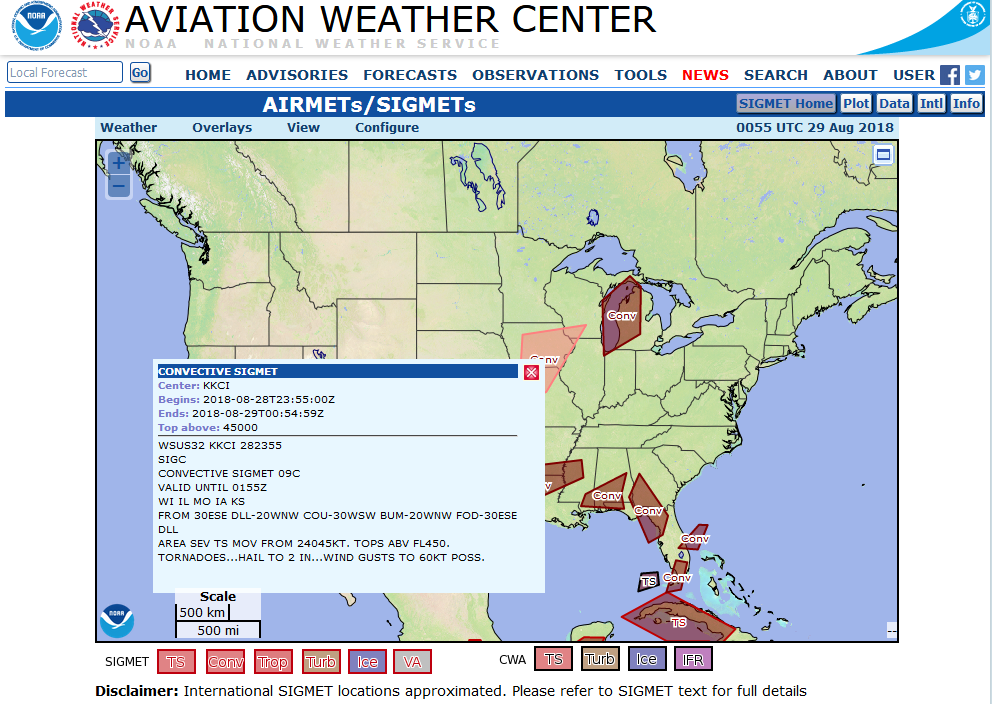 AVIATION WEATHER CENTER
NOAA NATIONAL WEATHER SERVICE
Local Forecast Go HOME ADVISORIES FORECASTS OBSERVATIONS TOOLS NEWS SEARCH ABOUT USER
AIRMETs/SIGMETs SIGMET Home Plot Data Intl Info
Weather Overlays View Configure 0055 UTC 29 Aug 2018
+
−
Conv
Conv
CONVECTIVE SIGMET
Center: KKCI
Begins: 2018-08-28T23:55:00Z
Ends: 2018-08-29T00:54:59Z
Top above: 45000
WSUS32 KKCI 282355
SIGC
CONVECTIVE SIGMET 09C
VALID UNTIL 0155Z
WI IL MO IA KS
FROM 30ESE DLL-20WNW COU-30WSW BUM-20WNW FOD-30ESE
DLL
AREA SEV TS MOV FROM 24045KT. TOPS ABV FL450.
TORNADOES...HAIL TO 2 IN...WIND GUSTS TO 60KT POSS.
Conv
Conv
Conv
TS
Conv
TS
Scale
500 km
500 mi
NOAA
--
SIGMET TS Conv Trop Turb Ice VA CWA TS Turb Ice IFR
Disclaimer: International SIGMET locations approximated. Please refer to SIGMET text for full details